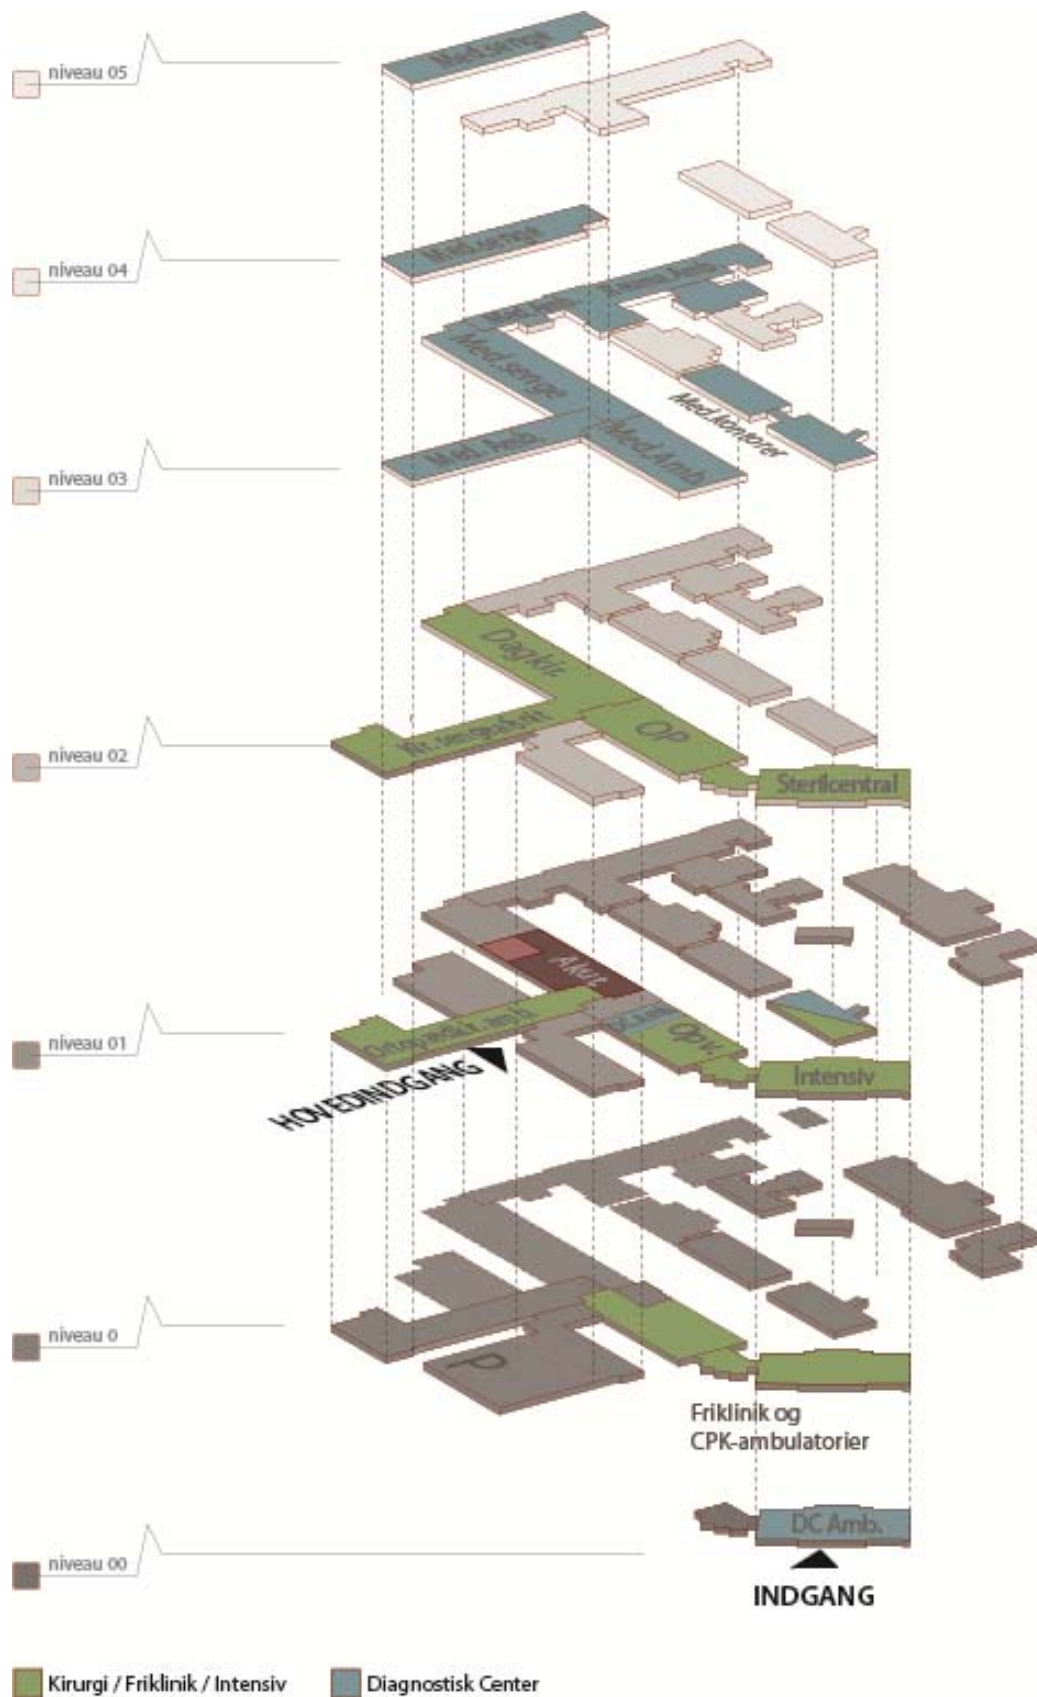 Med.senge
niveau 05
Med.senge
niveau 04
Med.senge
Med.kontorer
Med. Amb.
Med.Amb.
niveau 03
Dagkir.
OP
niveau 02
Sterilcentral
Akut
Ortopædkir. amb
Opv.
niveau 01
Intensiv
HOVEDINDGANG
niveau 0
P
Friklinik og
CPK-ambulatorier
DC Amb.
niveau 00
INDGANG
Kirurgi / Friklinik / Intensiv
Diagnostisk Center